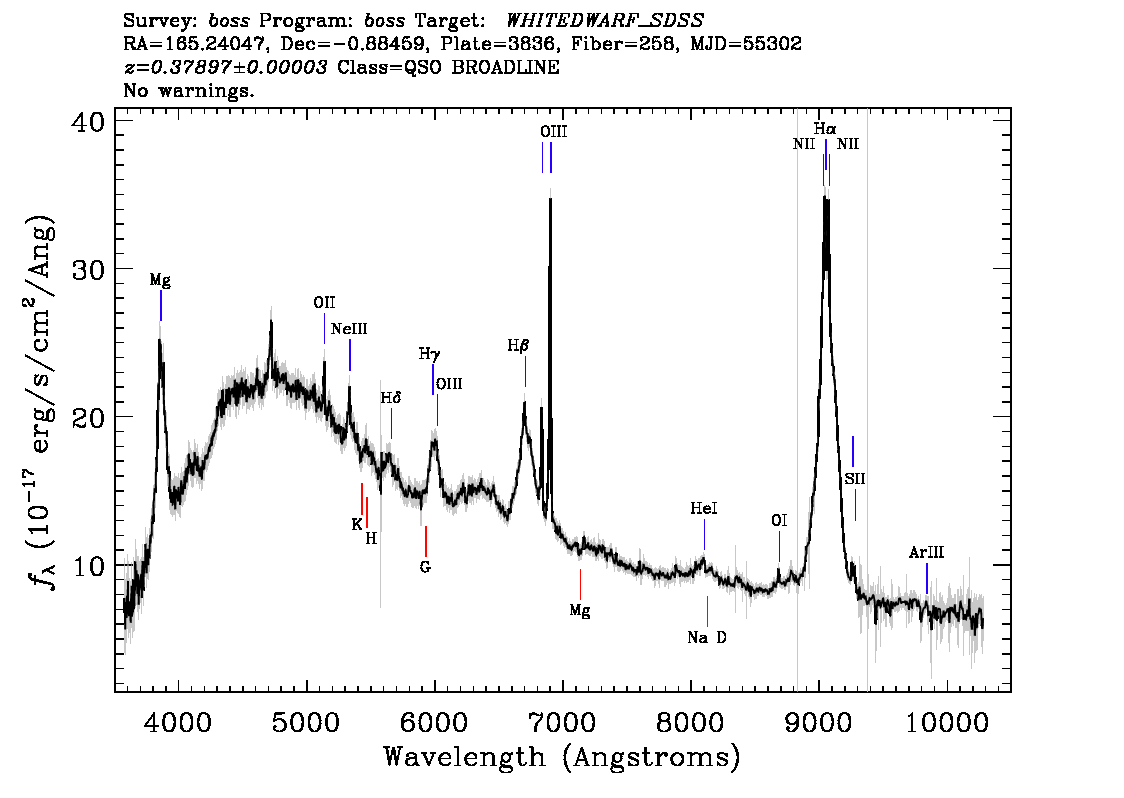 Survey: boss Program: boss Target: WHITEDWARF_SDSS
RA=165.24047, Dec=−0.88459, Plate=3836, Fiber=258, MJD=55302
z=0.37897±0.00003 Class=QSO BROADLINE
No warnings.
40
30
20
10
fλ (10⁻¹⁷ erg/s/cm²/Ang)
OIII
Hα
NII NII
Mg
OII
NeIII
Hγ
Hβ
OIII
Hδ
K
H
G
Mg
HeI
OI
SII
Na D
ArIII
4000 5000 6000 7000 8000 9000 10000
Wavelength (Angstroms)